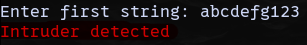 Enter first string: abcdefg123
Intruder detected